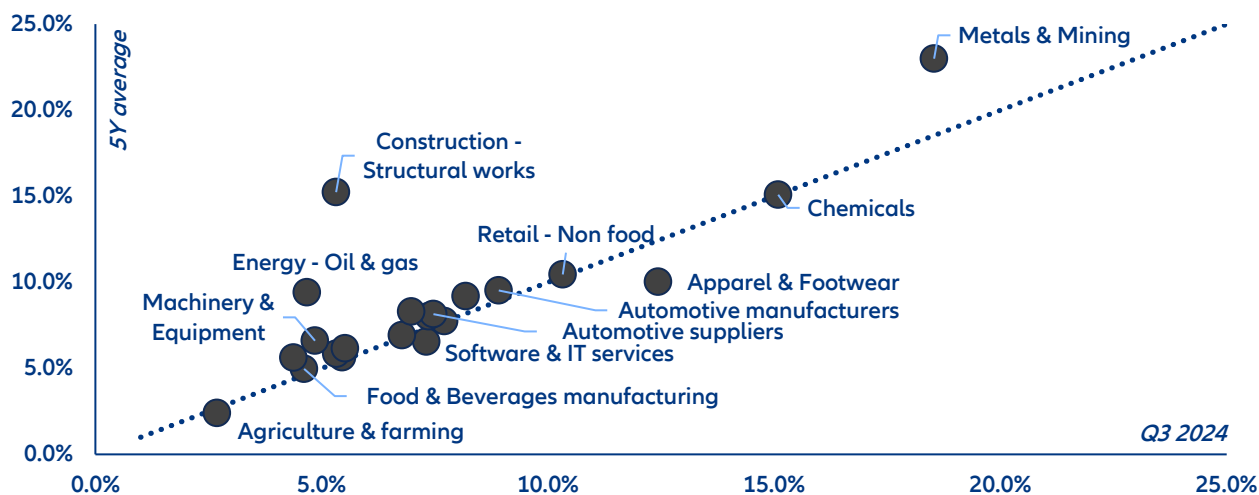 25.0%
5Y average
Metals & Mining
20.0%
Construction -
Structural works
15.0%
Chemicals
Retail - Non food
Energy - Oil & gas
10.0%
Apparel & Footwear
Machinery &
Equipment
Automotive manufacturers
Automotive suppliers
Software & IT services
5.0%
Food & Beverages manufacturing
Agriculture & farming
Q3 2024
0.0%
0.0% 5.0% 10.0% 15.0% 20.0% 25.0%